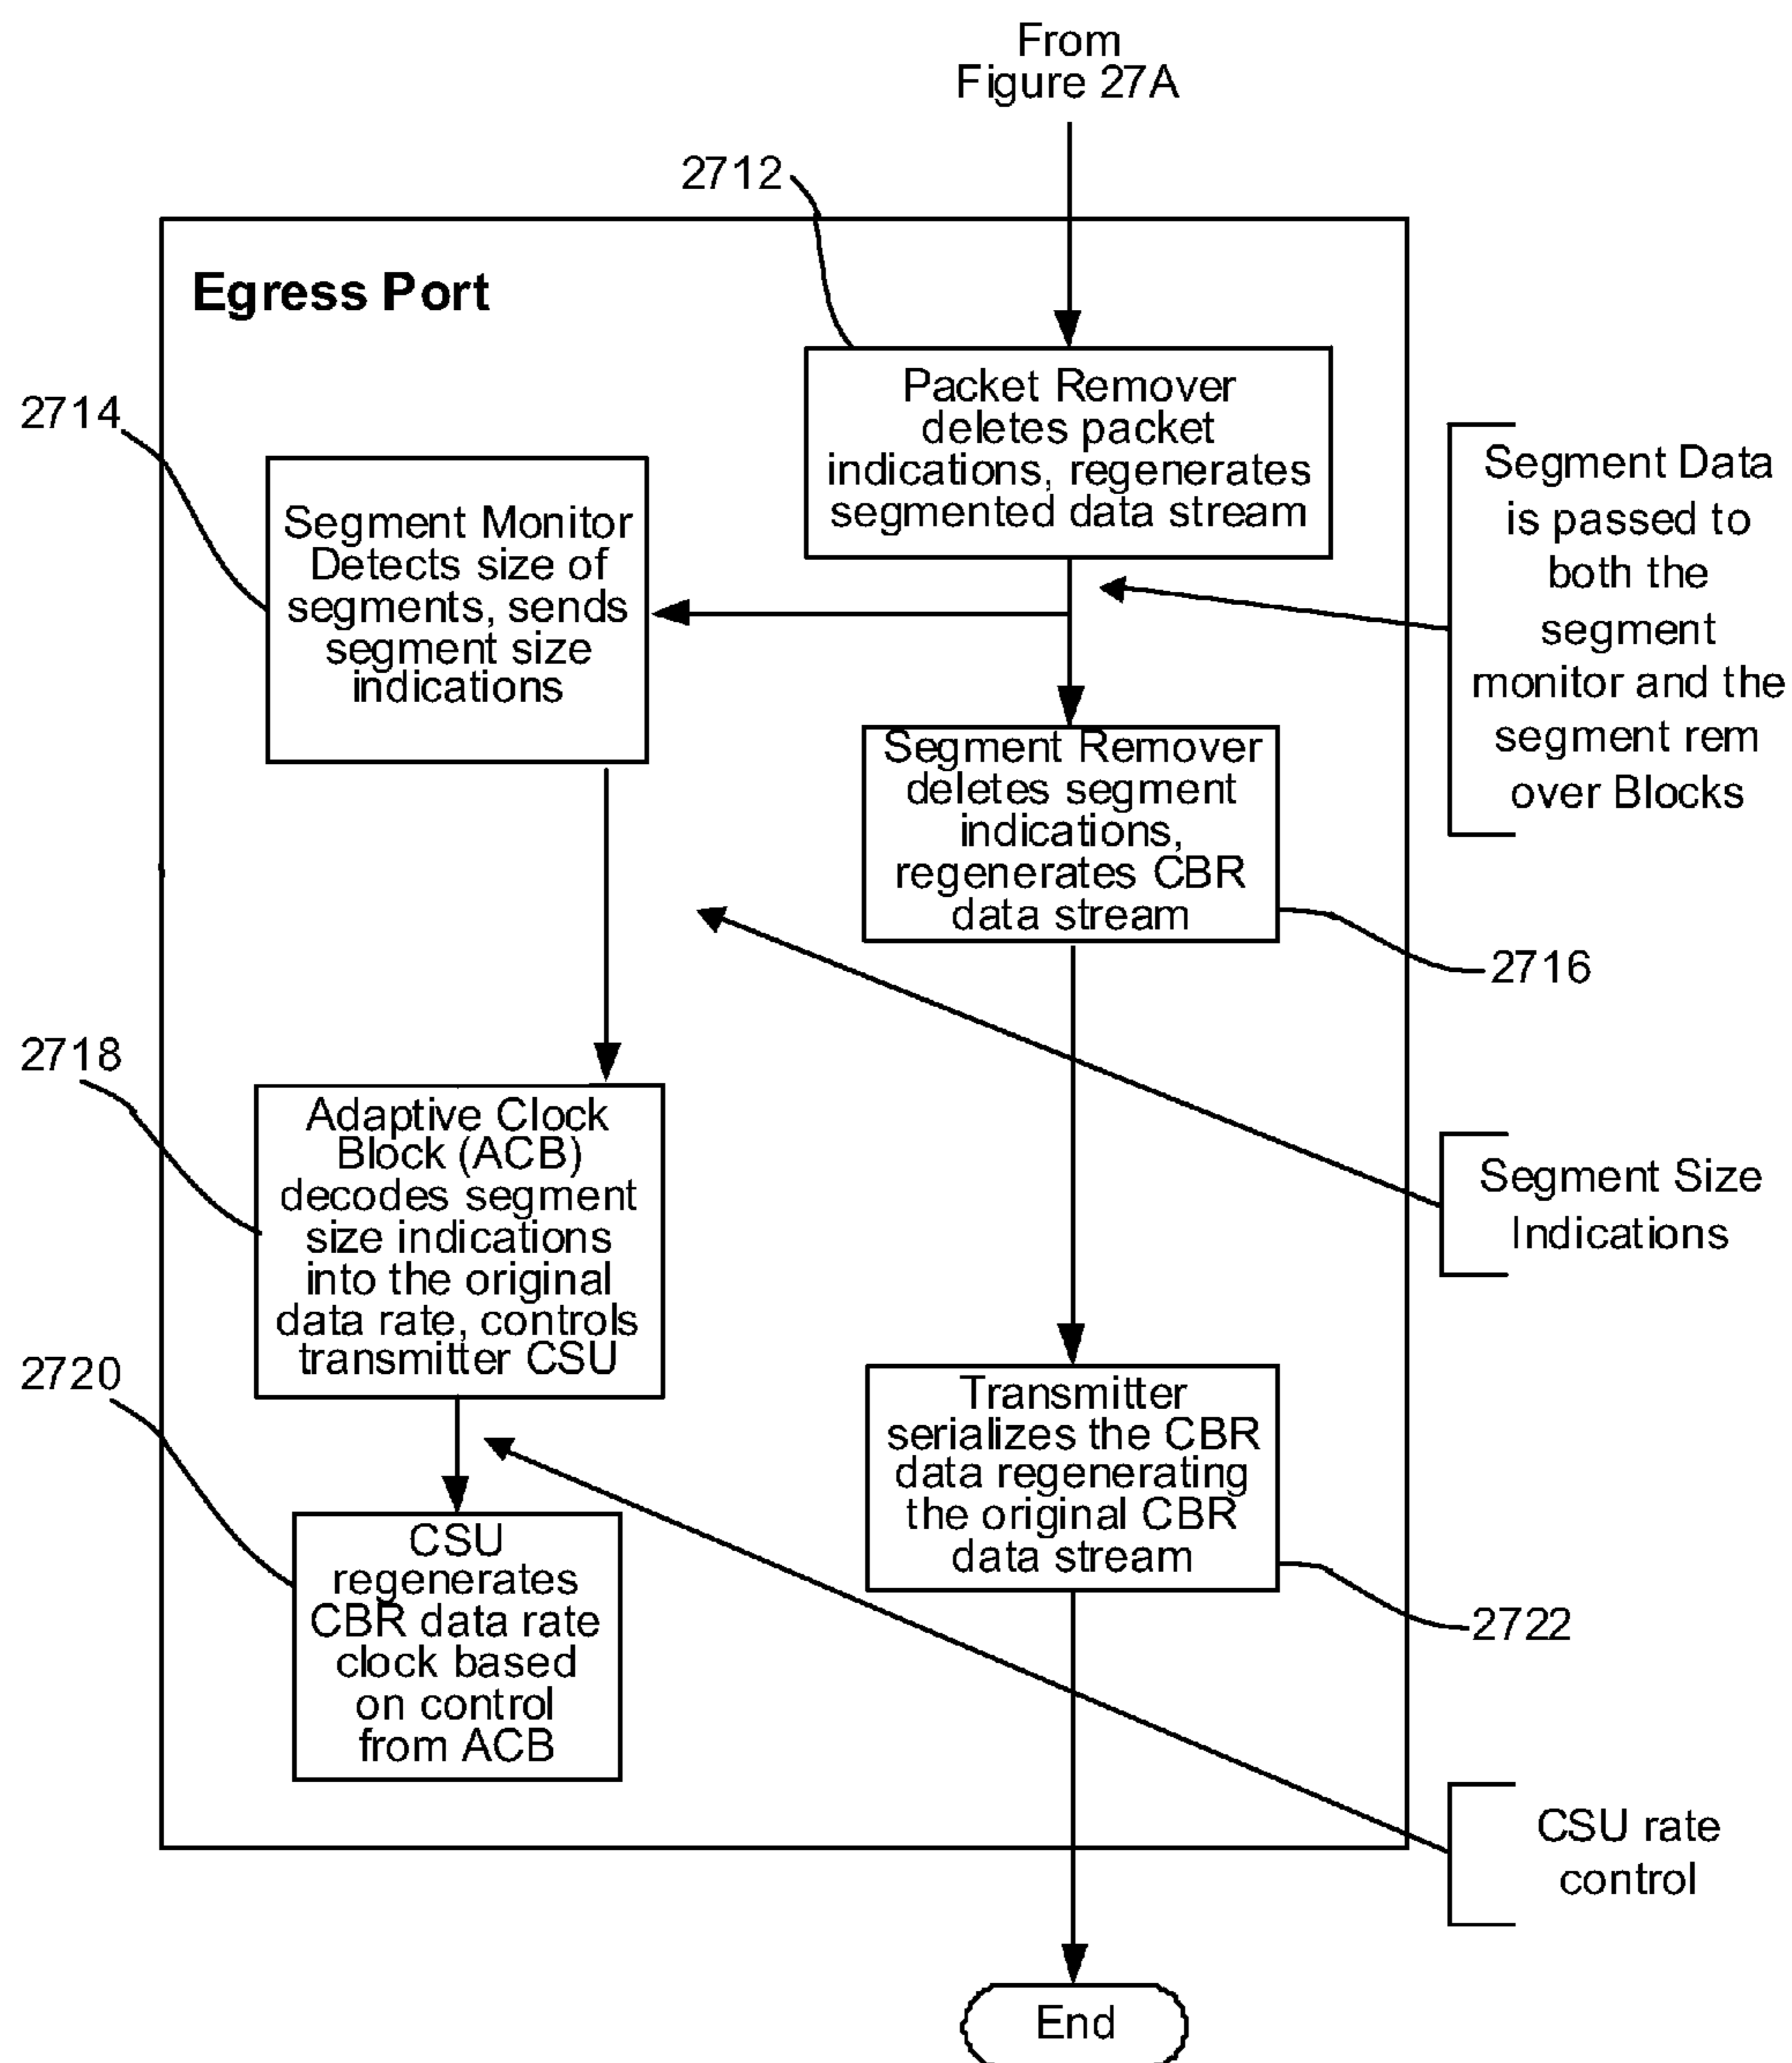 From
Figure 27A
2712
Egress Port
Packet Remover
deletes packet
indications, regenerates
segmented data stream
2714
Segment Monitor
Detects size of
segments, sends
segment size
indications
Segment Data
is passed to
both the
segment
monitor and the
segment rem
over Blocks
Segment Remover
deletes segment
indications,
regenerates CBR
data stream
2716
2718
Adaptive Clock
Block (ACB)
decodes segment
size indications
into the original
data rate, controls
transmitter CSU
Segment Size
Indications
2720
Transmitter
serializes the CBR
data regenerating
the original CBR
data stream
2722
CSU
regenerates
CBR data rate
clock based
on control
from ACB
CSU rate
control
End